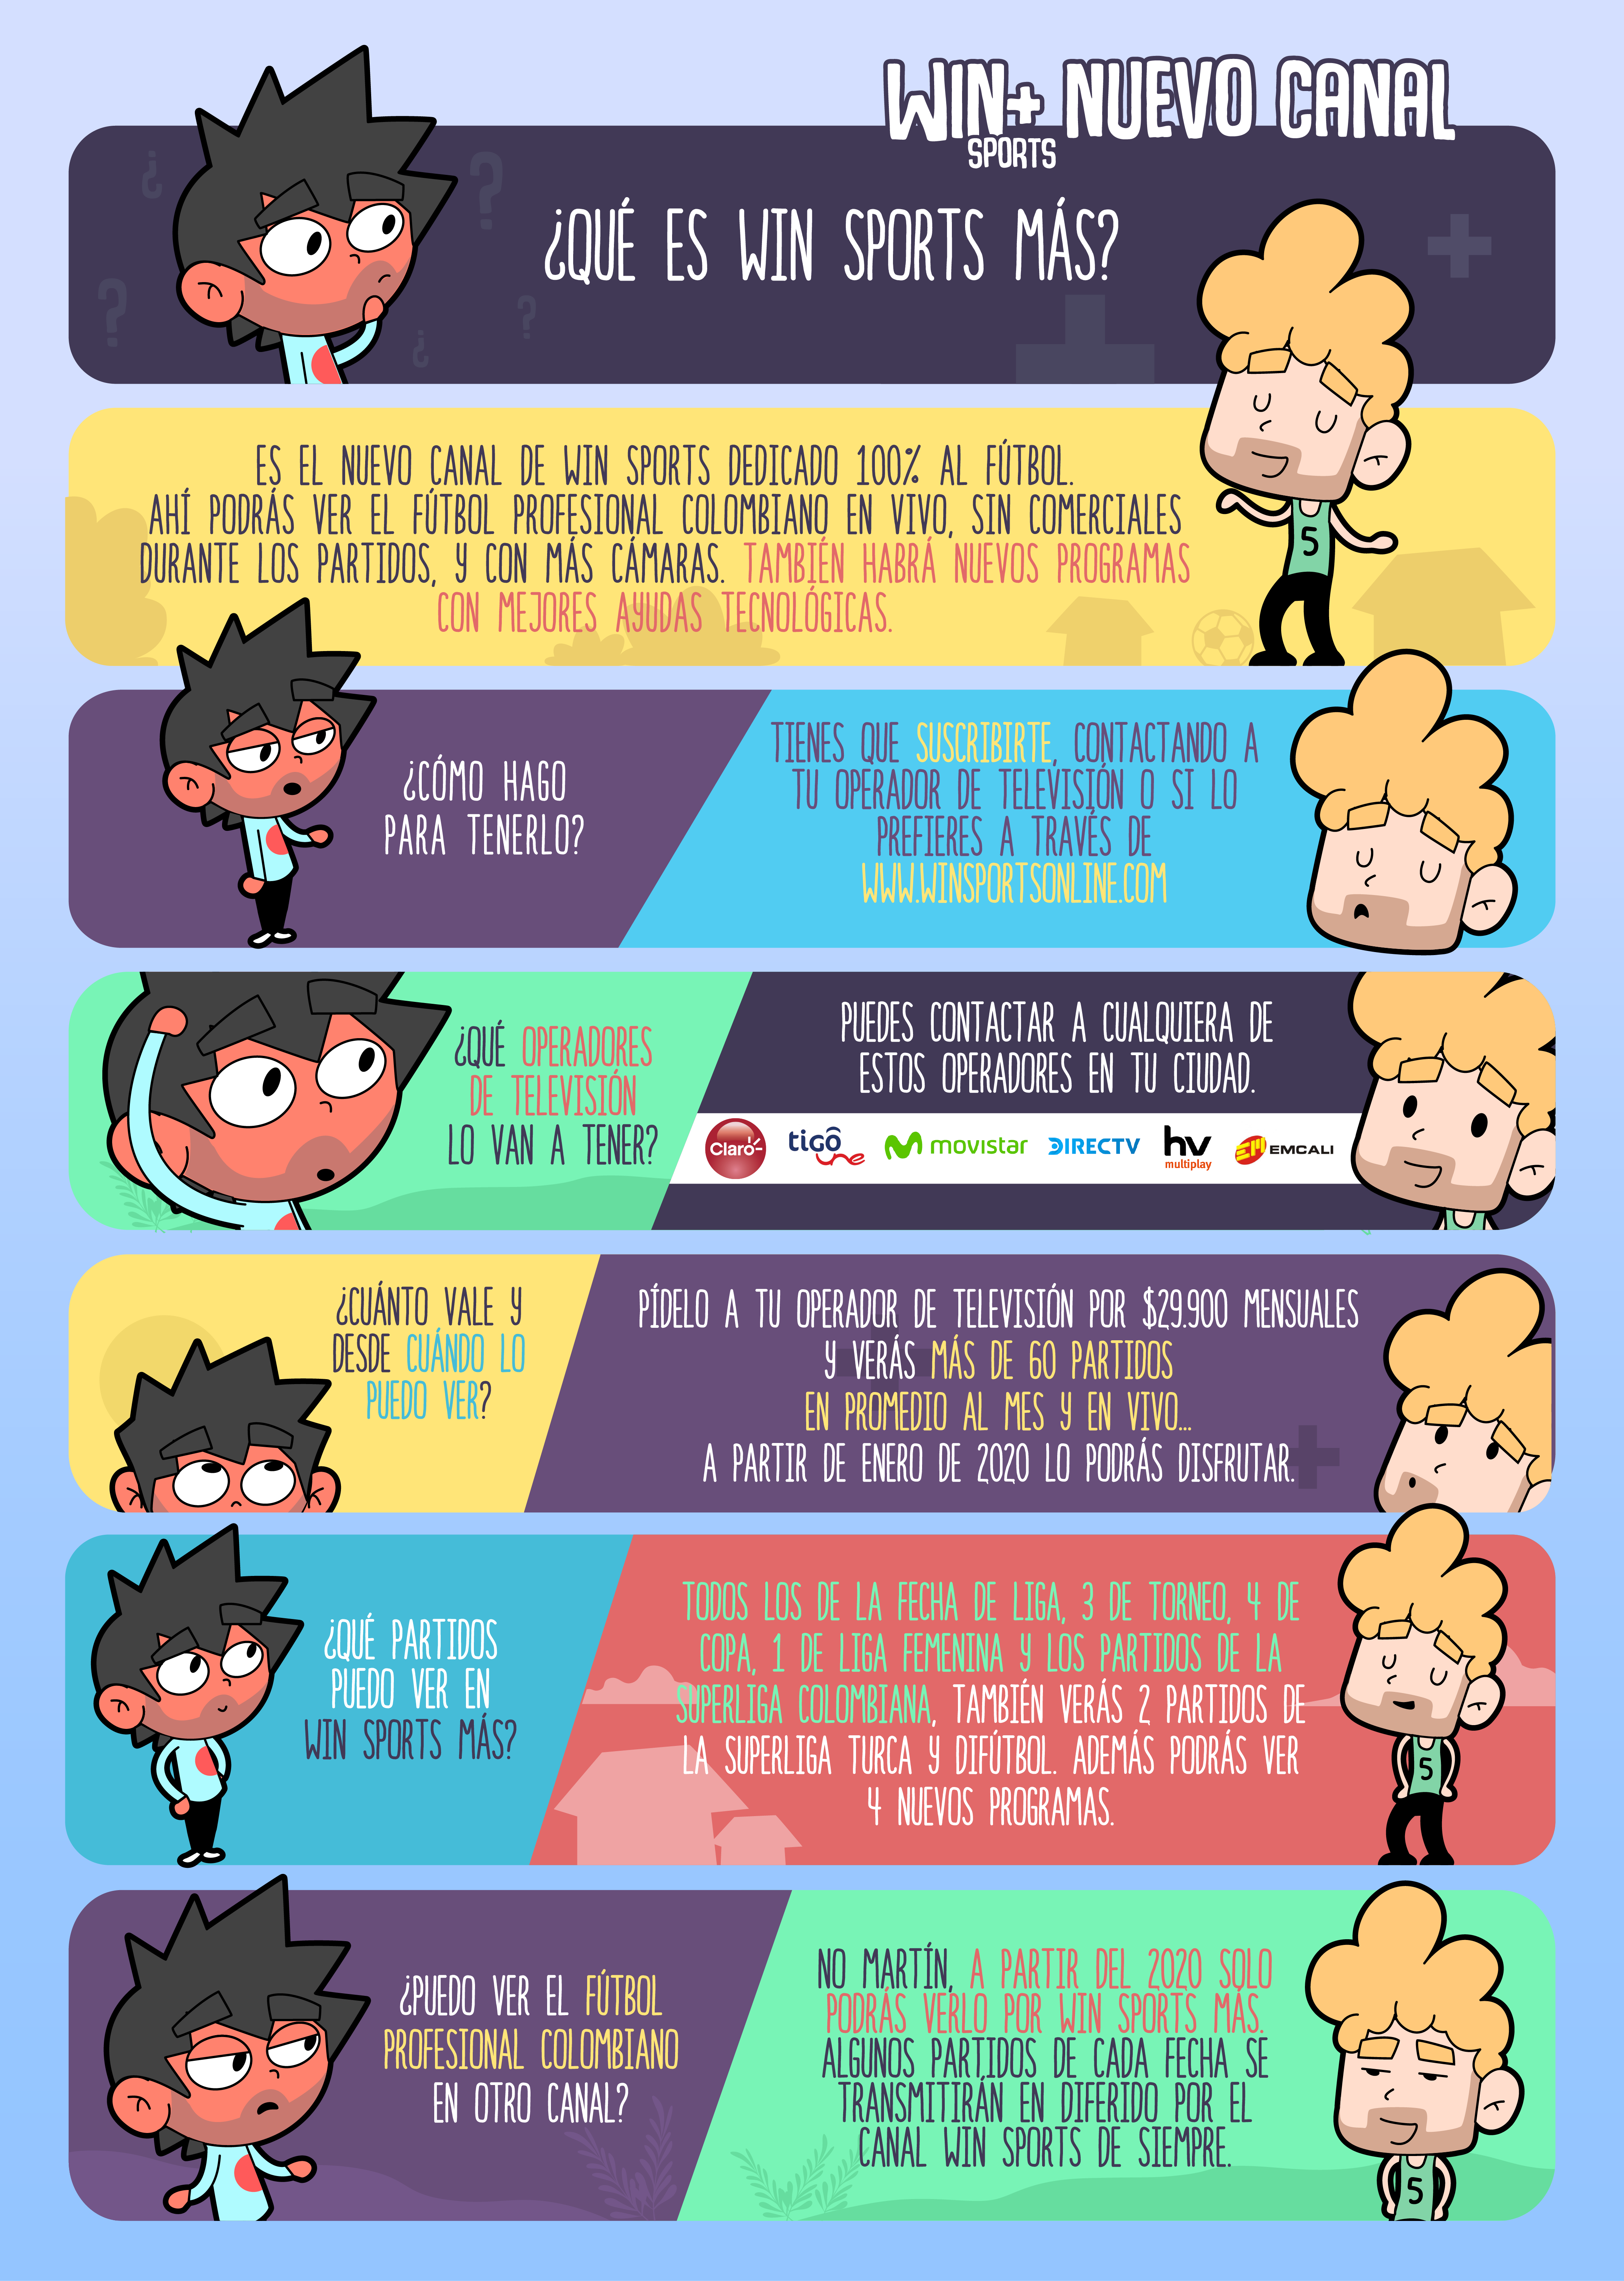 WIN+ NUEVO CANAL
SPORTS
¿QUÉ ES WIN SPORTS MÁS?
ES EL NUEVO CANAL DE WIN SPORTS DEDICADO 100% AL FÚTBOL.
AHÍ PODRÁS VER EL FÚTBOL PROFESIONAL COLOMBIANO EN VIVO, SIN COMERCIALES
DURANTE LOS PARTIDOS, Y CON MÁS CÁMARAS. TAMBIÉN HABRÁ NUEVOS PROGRAMAS
CON MEJORES AYUDAS TECNOLÓGICAS.
5
¿CÓMO HAGO
PARA TENERLO?
TIENES QUE SUSCRIBIRTE, CONTACTANDO A
TU OPERADOR DE TELEVISIÓN O SI LO
PREFIERES A TRAVÉS DE
WWW.WINSPORTSONLINE.COM
¿QUÉ OPERADORES
DE TELEVISIÓN
LO VAN A TENER?
PUEDES CONTACTAR A CUALQUIERA DE
ESTOS OPERADORES EN TU CIUDAD.
Claro
tigo une
movistar
DIRECTV
hv multiplay
EM EMCALI
¿CUÁNTO VALE Y
DESDE CUÁNDO LO
PUEDO VER?
PÍDELO A TU OPERADOR DE TELEVISIÓN POR $29.900 MENSUALES
Y VERÁS MÁS DE 60 PARTIDOS
EN PROMEDIO AL MES Y EN VIVO...
A PARTIR DE ENERO DE 2020 LO PODRÁS DISFRUTAR.
¿QUÉ PARTIDOS
PUEDO VER EN
WIN SPORTS MÁS?
TODOS LOS DE LA FECHA DE LIGA, 3 DE TORNEO, 4 DE
COPA, 1 DE LIGA FEMENINA Y LOS PARTIDOS DE LA
SUPERLIGA COLOMBIANA, TAMBIÉN VERÁS 2 PARTIDOS DE
LA SUPERLIGA TURCA Y DIFÚTBOL. ADEMÁS PODRÁS VER
4 NUEVOS PROGRAMAS.
5
¿PUEDO VER EL FÚTBOL
PROFESIONAL COLOMBIANO
EN OTRO CANAL?
NO MARTÍN, A PARTIR DEL 2020 SOLO
PODRÁS VERLO POR WIN SPORTS MÁS.
ALGUNOS PARTIDOS DE CADA FECHA SE
TRANSMITIRÁN EN DIFERIDO POR EL
CANAL WIN SPORTS DE SIEMPRE.
5